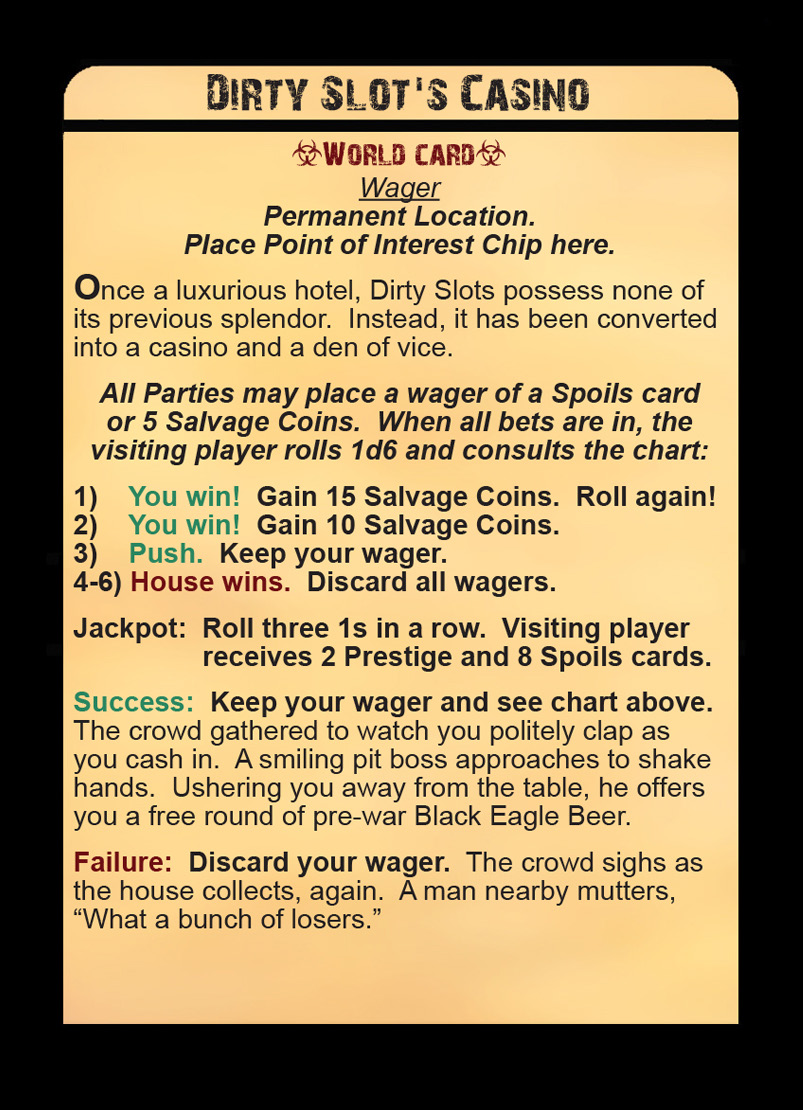 Dirty Slot's Casino
☣World card☣
Wager
Permanent Location.
Place Point of Interest Chip here.
Once a luxurious hotel, Dirty Slots possess none of
its previous splendor.  Instead, it has been converted
into a casino and a den of vice.
All Parties may place a wager of a Spoils card
or 5 Salvage Coins.  When all bets are in, the
visiting player rolls 1d6 and consults the chart:
1) You win!  Gain 15 Salvage Coins.  Roll again!
2) You win!  Gain 10 Salvage Coins.
3) Push.  Keep your wager.
4-6) House wins.  Discard all wagers.
Jackpot:  Roll three 1s in a row.  Visiting player
receives 2 Prestige and 8 Spoils cards.
Success:  Keep your wager and see chart above.
The crowd gathered to watch you politely clap as
you cash in.  A smiling pit boss approaches to shake
hands.  Ushering you away from the table, he offers
you a free round of pre-war Black Eagle Beer.
Failure:  Discard your wager.  The crowd sighs as
the house collects, again.  A man nearby mutters,
“What a bunch of losers.”